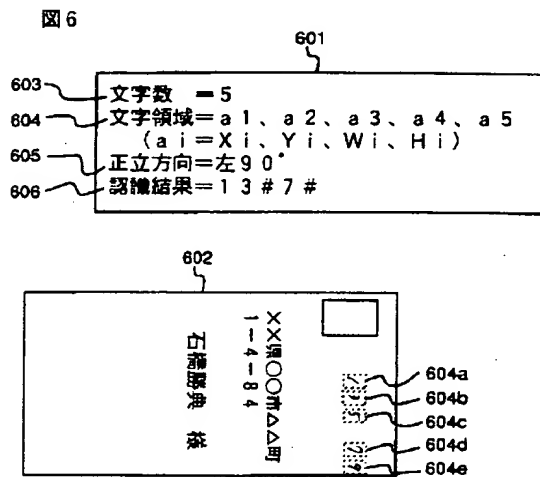 図6
601
603
文字数 =5
604
文字領域=a1、a2、a3、a4、a5
(ai=Xi、Yi、Wi、Hi)
605
正立方向=左90°
606
認識結果=13#7#
602
××県○○市△△町
1-4-84
石橋勝典 様
604a
604b
604c
604d
604e